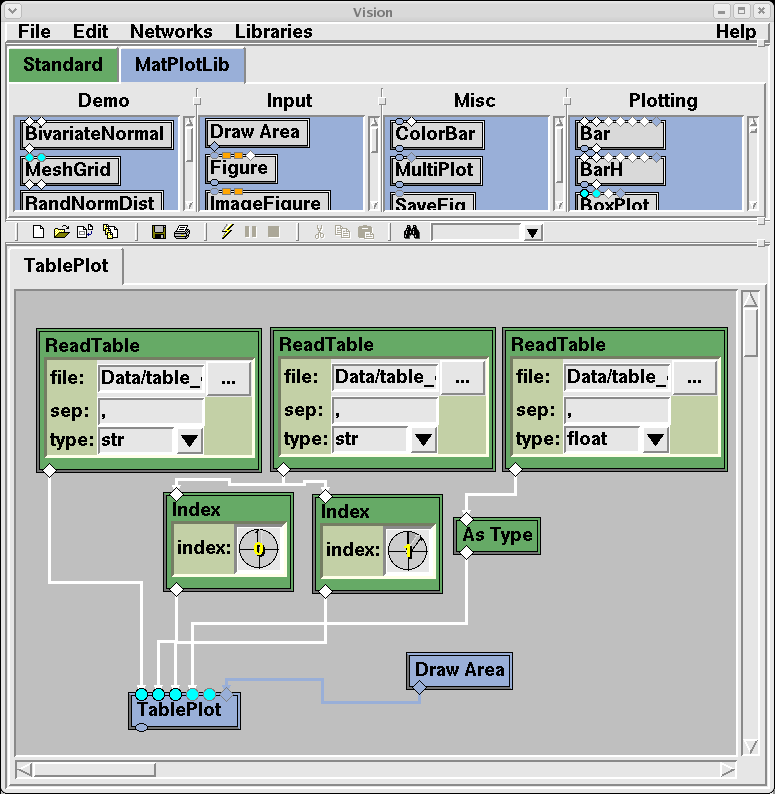 Vision
File Edit Networks Libraries Help
Standard MatPlotLib
Demo Input Misc Plotting
BivariateNormal Draw Area ColorBar Bar
MeshGrid Figure MultiPlot BarH
RandNormDist ImageFigure SaveFig BoxPlot
TablePlot
ReadTable ReadTable ReadTable
file: Data/table_ ... file: Data/table_ ... file: Data/table_ ...
sep: , sep: , sep: ,
type: str type: str type: float
Index Index
As Type
index: 0 index: 1
Draw Area
TablePlot